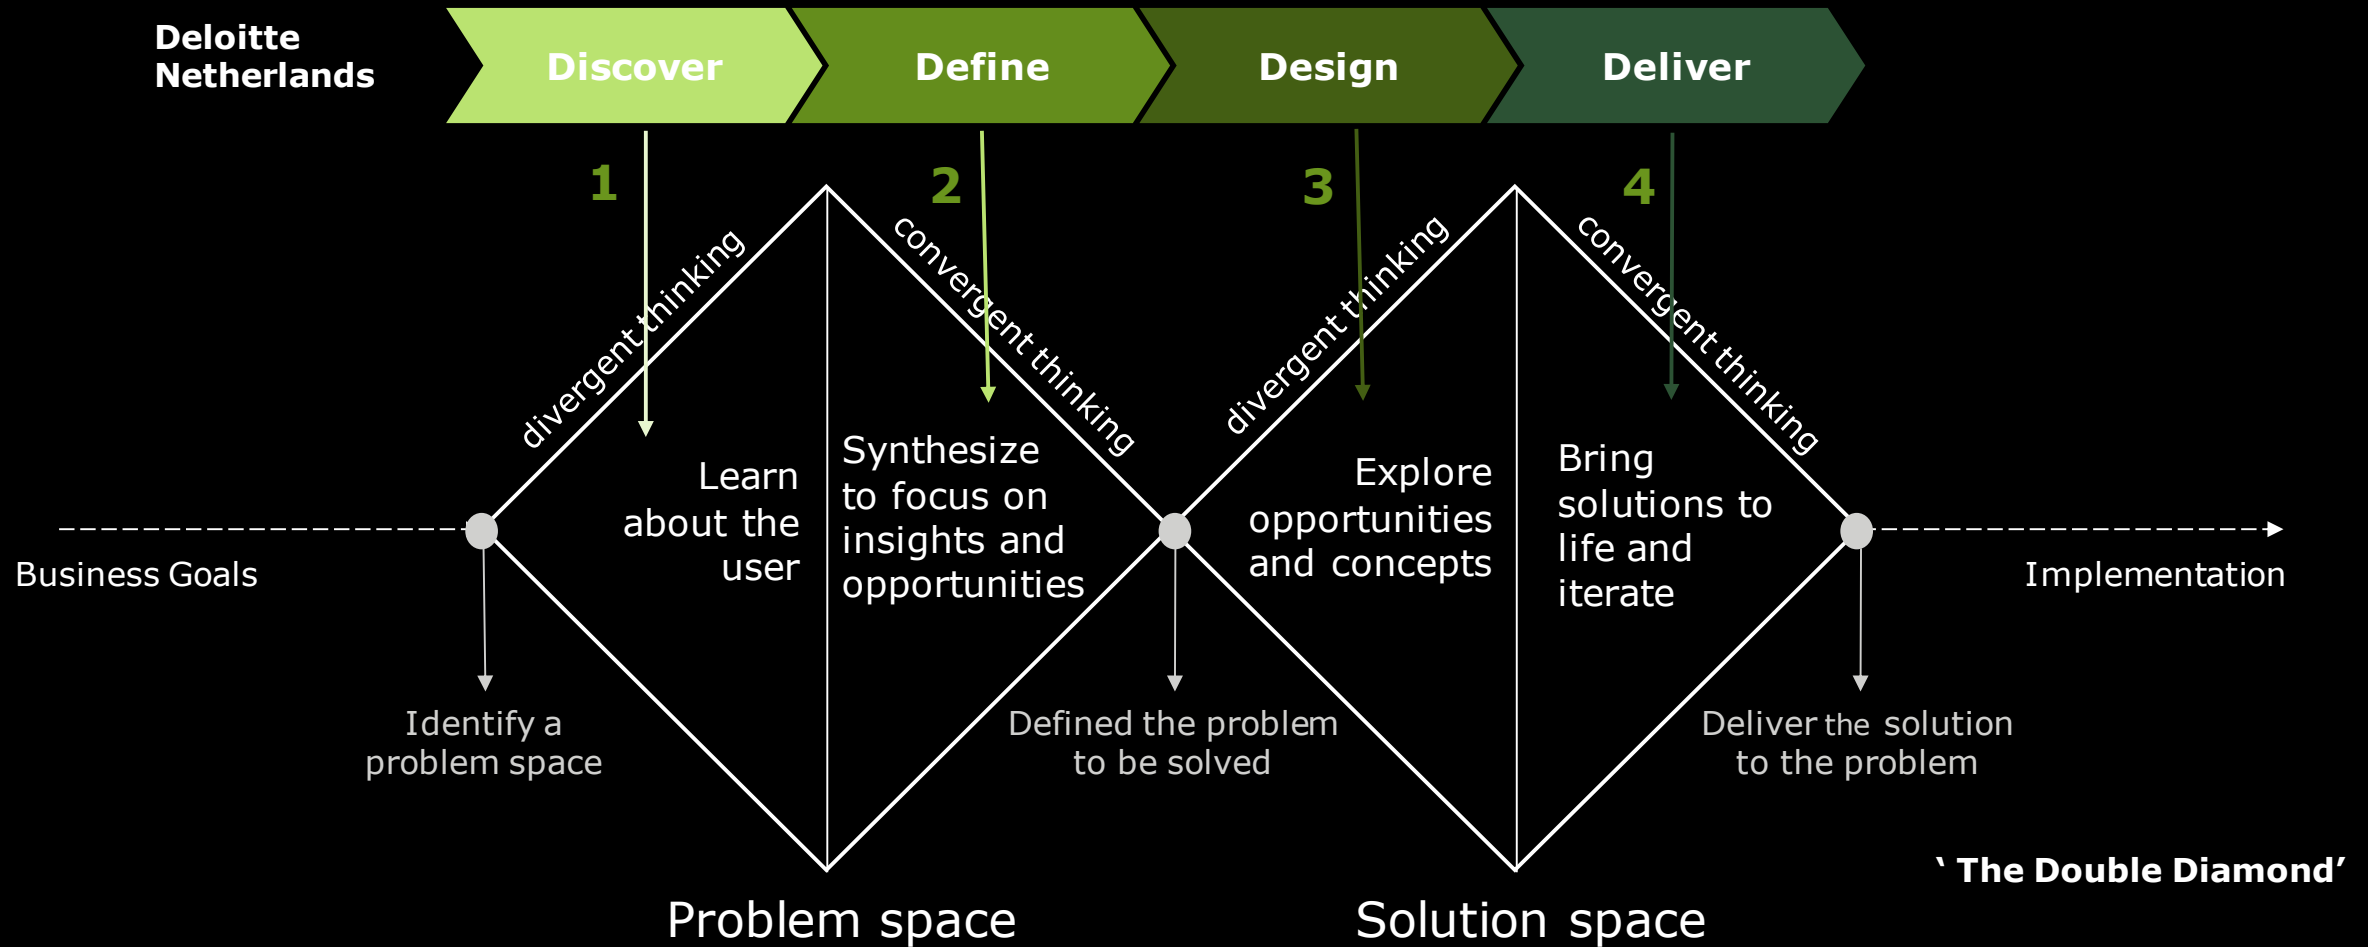 Deloitte
Netherlands
Discover
Define
Design
Deliver
1
2
3
4
divergent thinking
convergent thinking
divergent thinking
convergent thinking
Learn
about the
user
Synthesize
to focus on
insights and
opportunities
Explore
opportunities
and concepts
Bring
solutions to
life and
iterate
Business Goals
Implementation
Identify a
problem space
Defined the problem
to be solved
Deliver the solution
to the problem
‘ The Double Diamond’
Problem space
Solution space